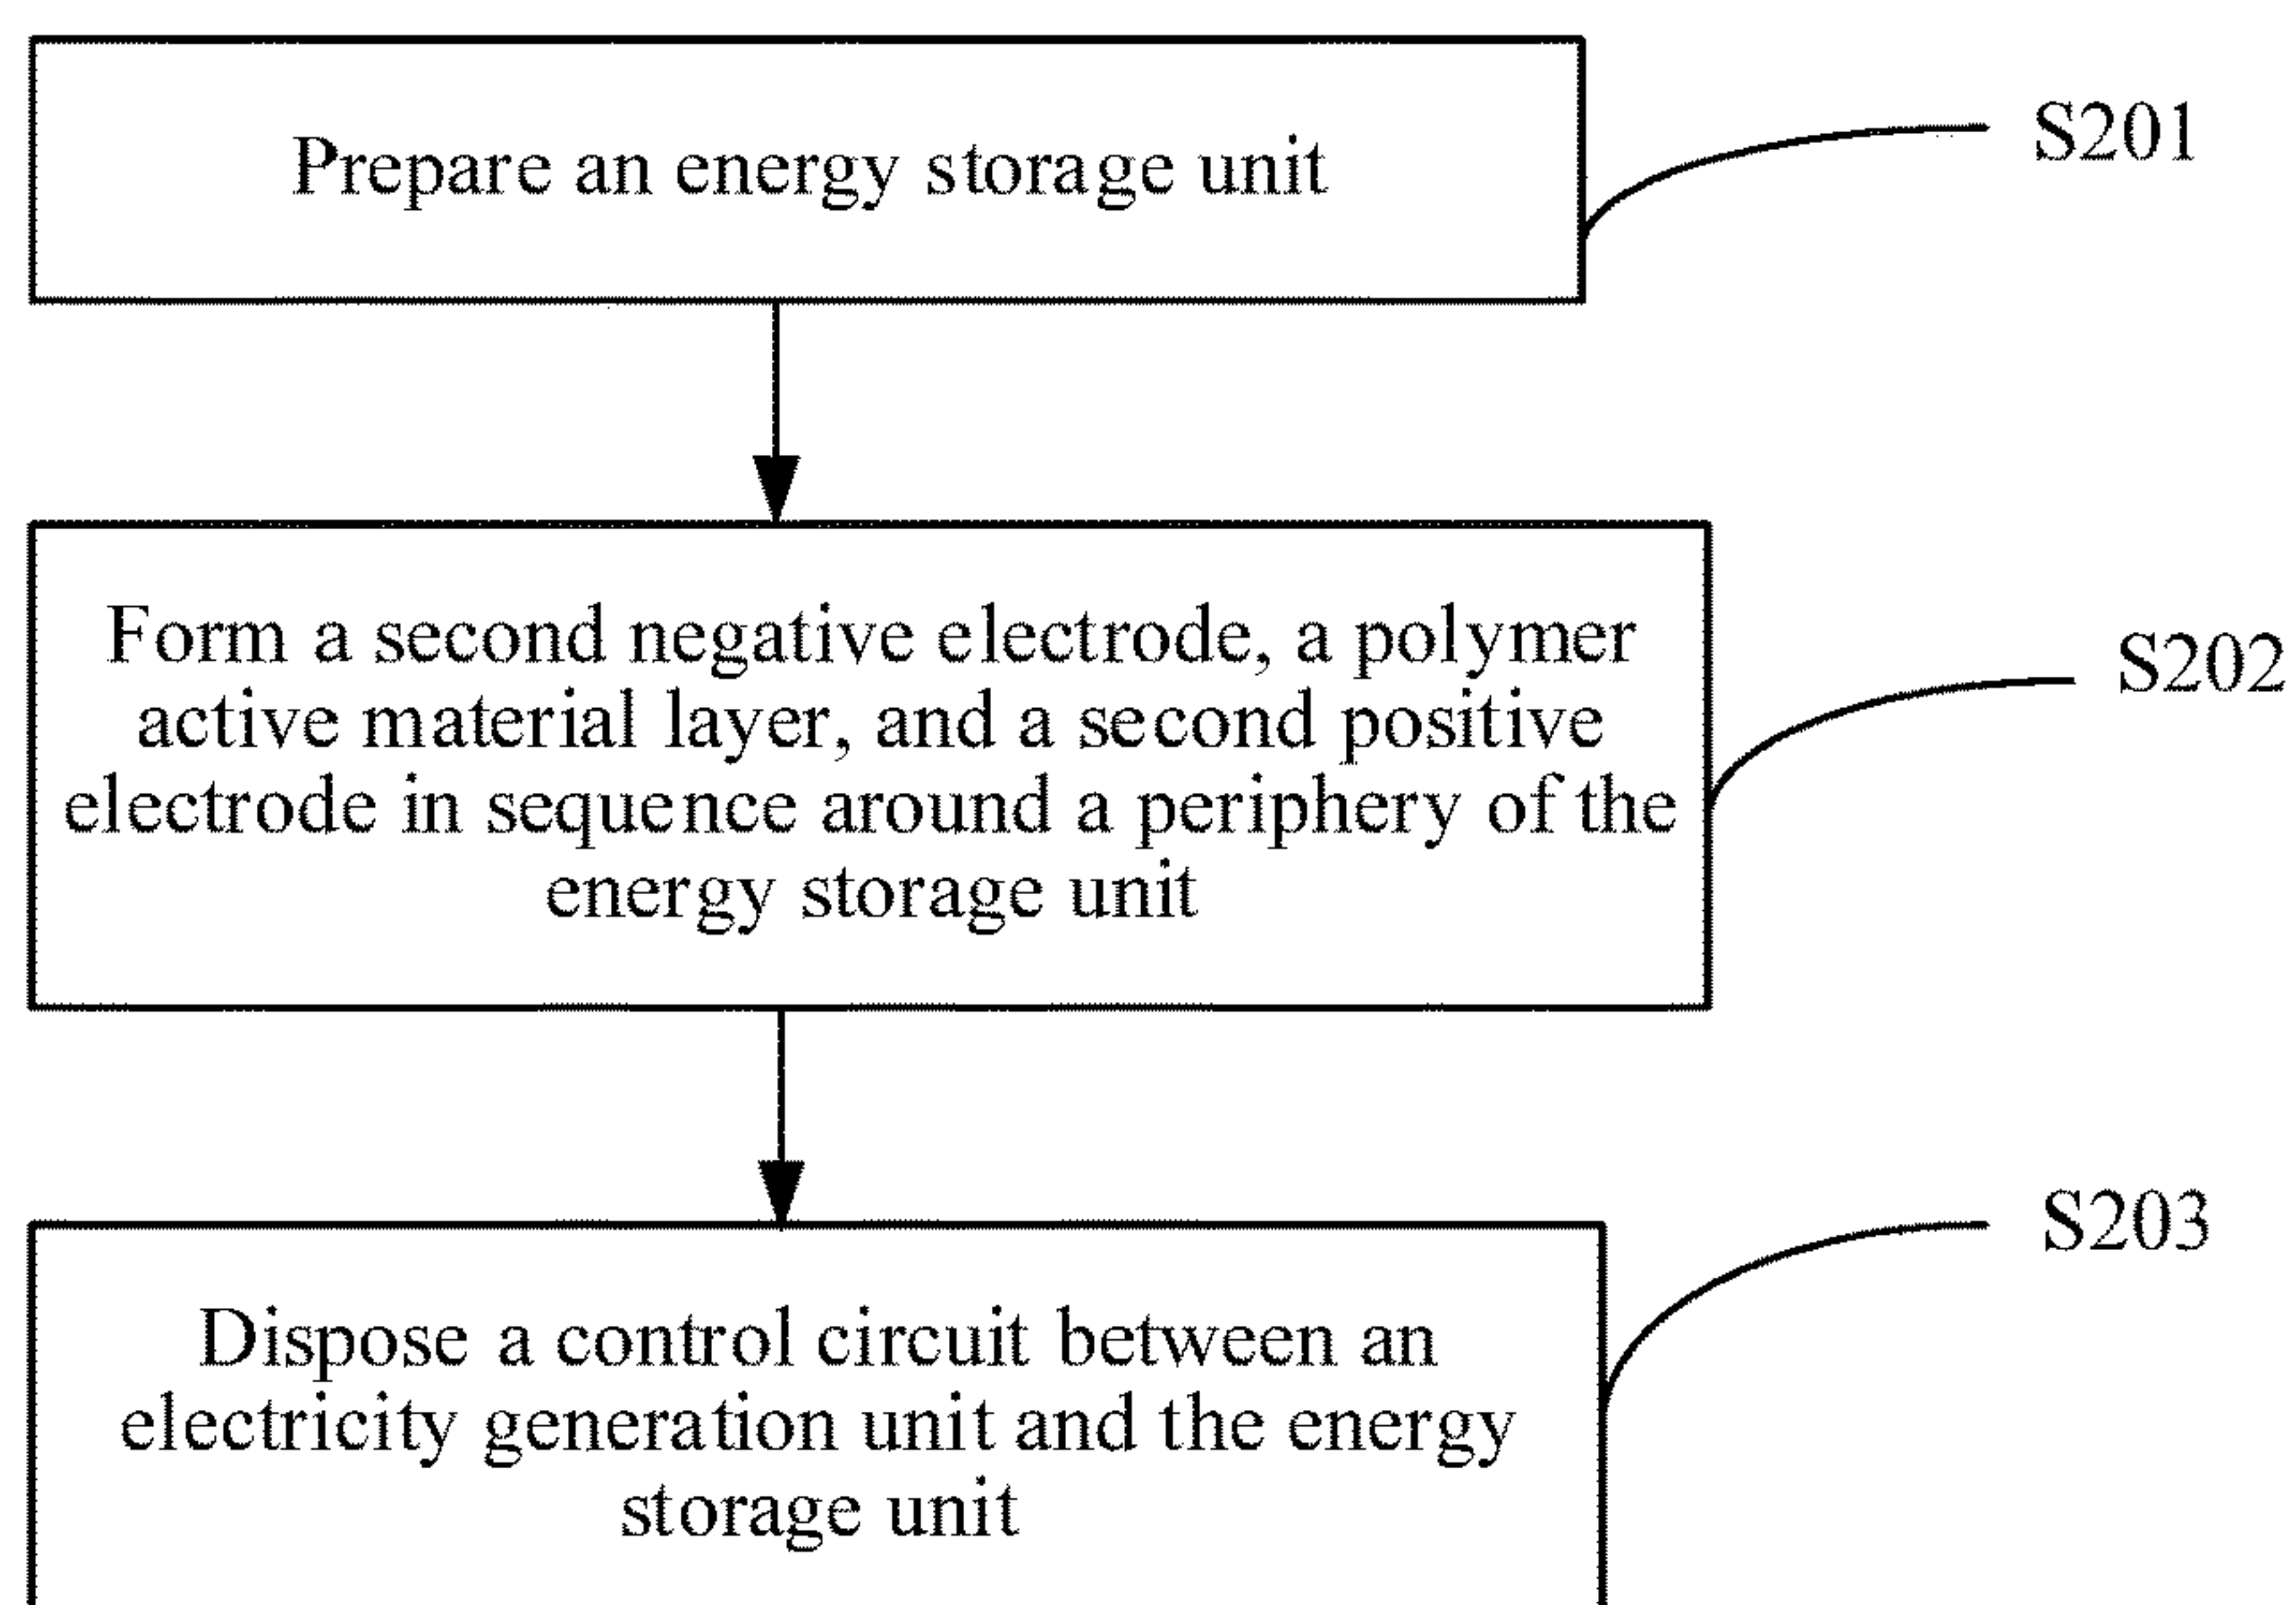 Prepare an energy storage unit
S201
Form a second negative electrode, a polymer
active material layer, and a second positive
electrode in sequence around a periphery of the
energy storage unit
S202
Dispose a control circuit between an
electricity generation unit and the energy
storage unit
S203